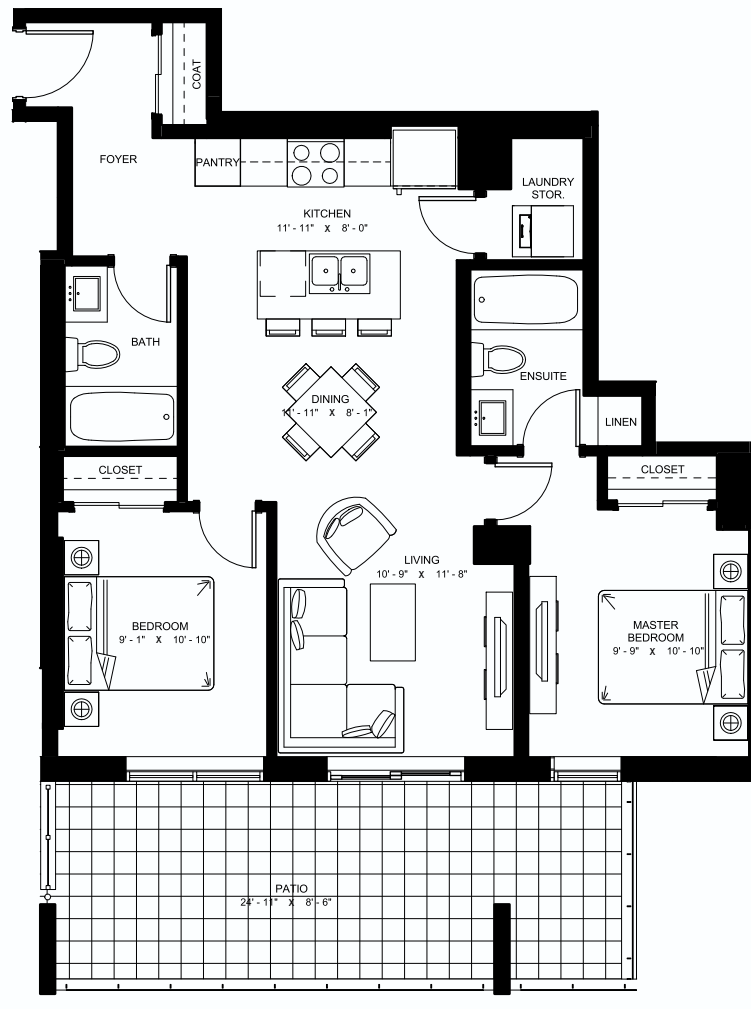 COAT
FOYER
PANTRY
LAUNDRY
STOR.
KITCHEN
11' - 11" X 8' - 0"
BATH
ENSUITE
DINING
11' - 11" X 8' - 1"
LINEN
CLOSET
CLOSET
LIVING
10' - 9" X 11' - 8"
BEDROOM
9' - 1" X 10' - 10"
MASTER
BEDROOM
9' - 9" X 10' - 10"
PATIO
24' - 11" X 8' - 6"